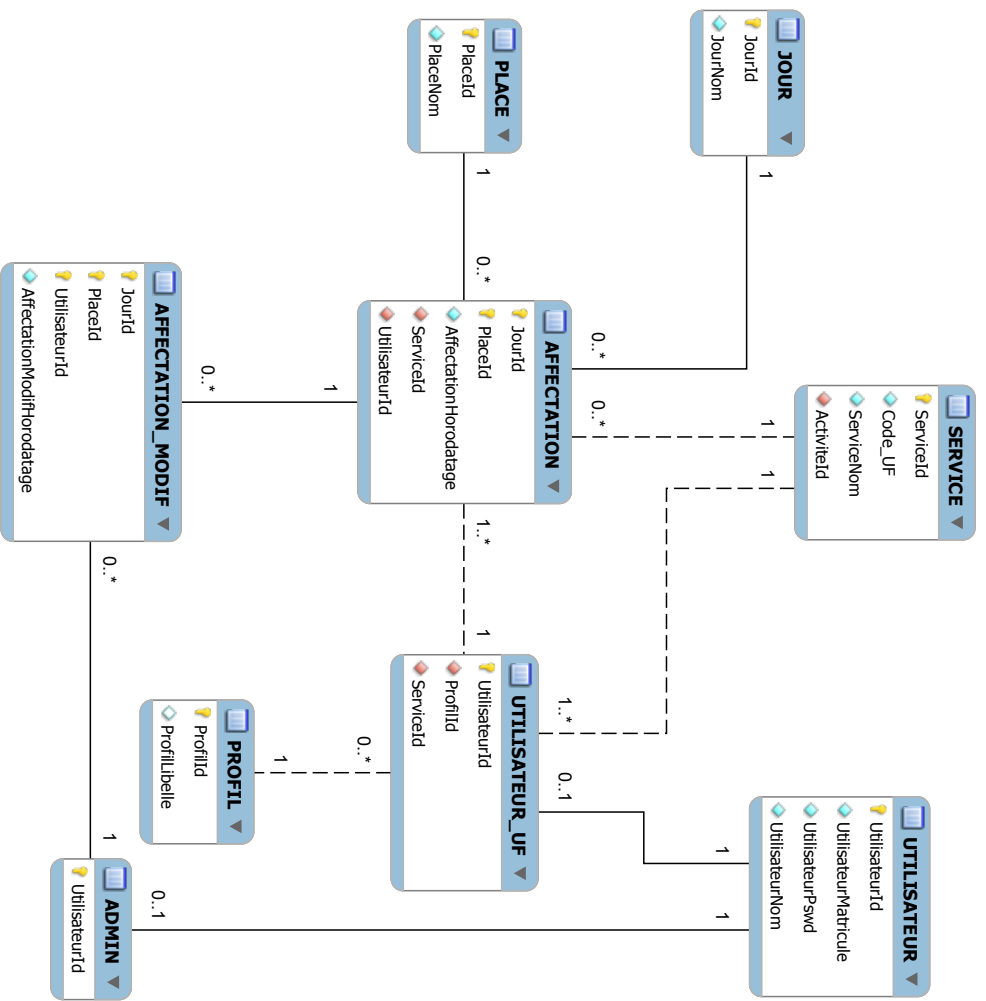 SERVICE
ServiceId
Code_UF
ServiceNom
ActiviteId
UTILISATEUR
UtilisateurId
UtilisateurMatricule
UtilisateurPswd
UtilisateurNom
JOUR
JourId
JourNom
1
1
1
1
1
0..*
0..*
1..*
0..1
PLACE
PlaceId
PlaceNom
1
0..*
AFFECTATION
JourId
PlaceId
AffectationHorodatage
ServiceId
UtilisateurId
1..*
1
UTILISATEUR_UF
UtilisateurId
ProfilId
ServiceId
1
0..*
0..*
1
PROFIL
ProfilId
ProfilLibelle
AFFECTATION_MODIF
JourId
PlaceId
UtilisateurId
AffectationModifHorodatage
0..*
1
0..1
ADMIN
UtilisateurId